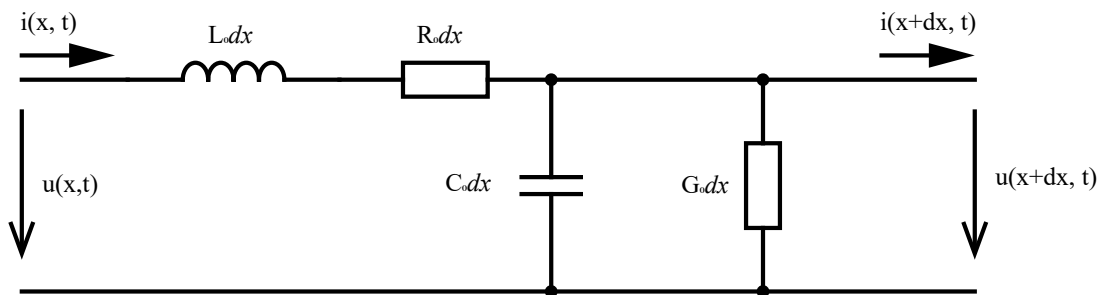 i(x, t)
L₀dx
R₀dx
i(x+dx, t)
u(x,t)
C₀dx
G₀dx
u(x+dx, t)